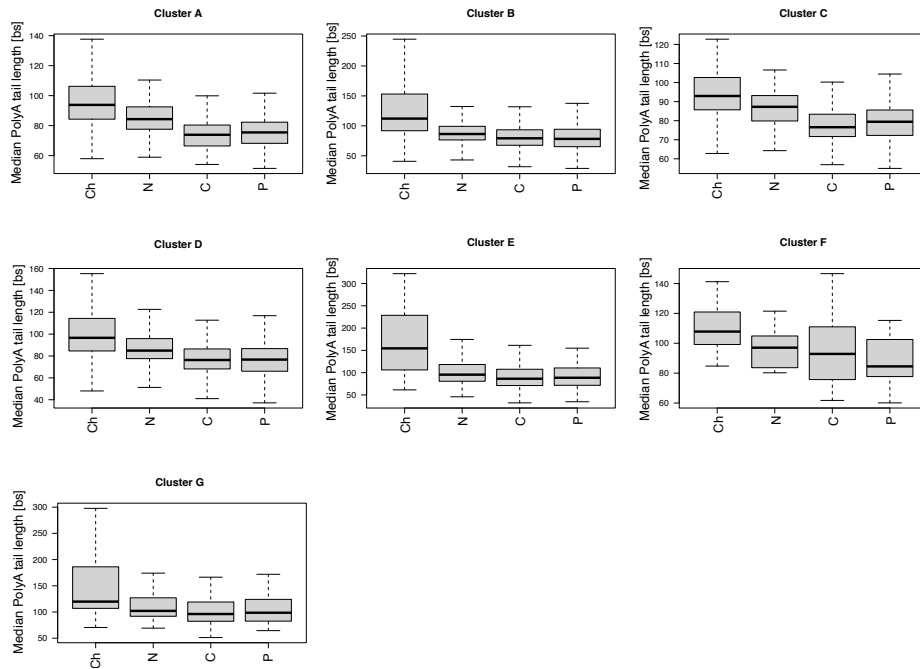 Cluster A
Median PolyA tail length [bs]
140
120
100
80
60
Ch
N
C
P
Cluster B
Median PolyA tail length [bs]
250
200
150
100
50
Ch
N
C
P
Cluster C
Median PolyA tail length [bs]
120
110
100
90
80
70
60
Ch
N
C
P
Cluster D
Median PolyA tail length [bs]
160
140
120
100
80
60
40
Ch
N
C
P
Cluster E
Median PolyA tail length [bs]
300
250
200
150
100
50
Ch
N
C
P
Cluster F
Median PolyA tail length [bs]
140
120
100
80
60
Ch
N
C
P
Cluster G
Median PolyA tail length [bs]
300
250
200
150
100
50
Ch
N
C
P